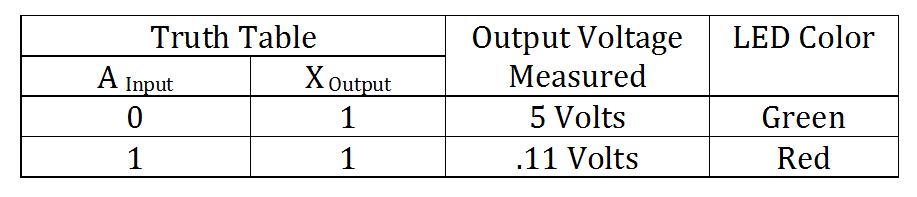 Truth Table Output Voltage Measured LED Color
A Input X Output
0 1 5 Volts Green
1 1 .11 Volts Red